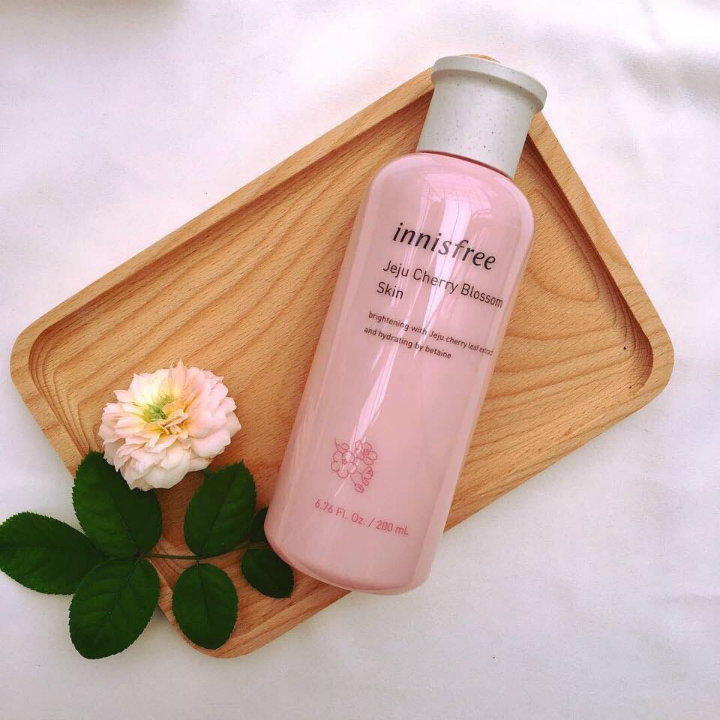 innisfree
Jeju Cherry Blossom
Skin
brightening with Jeju cherry leaf extract
and hydrating by betaine
6.76 Fl. Oz. / 200 mL